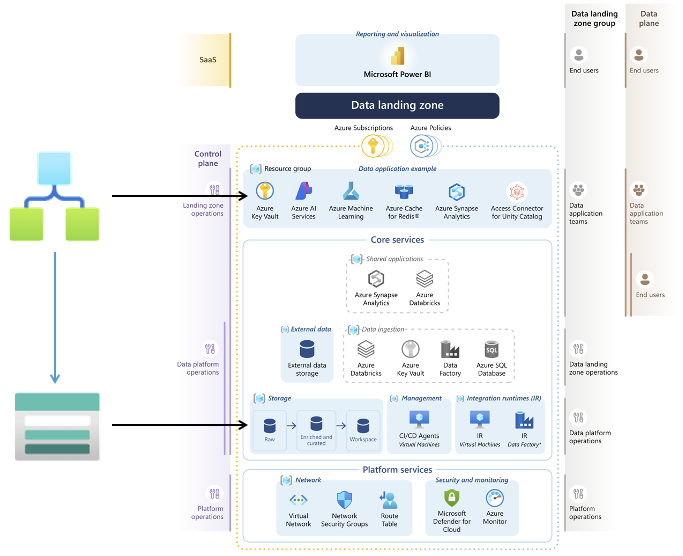 Data landing
zone group
Data
plane
Reporting and visualization
SaaS
Microsoft Power BI
End users
End users
Data landing zone
Azure Subscriptions
Azure Policies
Control
plane
Resource group
Data application example
Landing zone
operations
Azure
Key Vault
Azure AI
Services
Azure Machine
Learning
Azure Cache
for Redis®
Azure Synapse
Analytics
Access Connector
for Unity Catalog
Data
application
teams
Data
application
teams
Core services
Shared applications
Azure Synapse
Analytics
Azure
Databricks
End users
External data
External data
storage
Data ingestion
Azure
Databricks
Azure
Key Vault
Data
Factory
SQL
Azure SQL
Database
Data platform
operations
Data landing
zone operations
Storage
Raw
Enriched and
curated
Workspace
Management
CI/CD Agents
Virtual Machines
Integration runtimes (IR)
IR
Virtual Machines
IR
Data Factory*
Data platform
operations
Platform services
Network
Virtual
Network
Network
Security Groups
Route
Table
Security and monitoring
Microsoft
Defender for
Cloud
Azure
Monitor
Platform
operations
Platform
operations